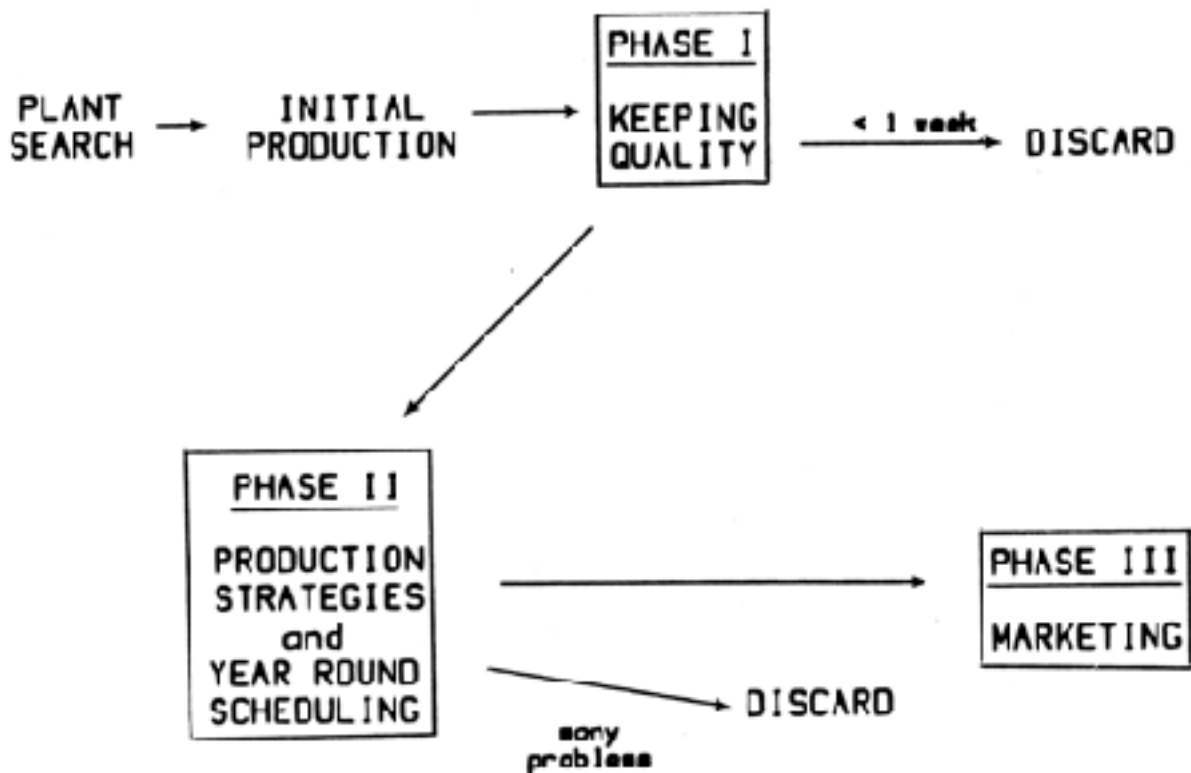 PLANT
SEARCH
INITIAL
PRODUCTION
PHASE I
KEEPING
QUALITY
< 1 week
DISCARD
PHASE II
PRODUCTION
STRATEGIES
and
YEAR ROUND
SCHEDULING
PHASE III
MARKETING
DISCARD
many
problems